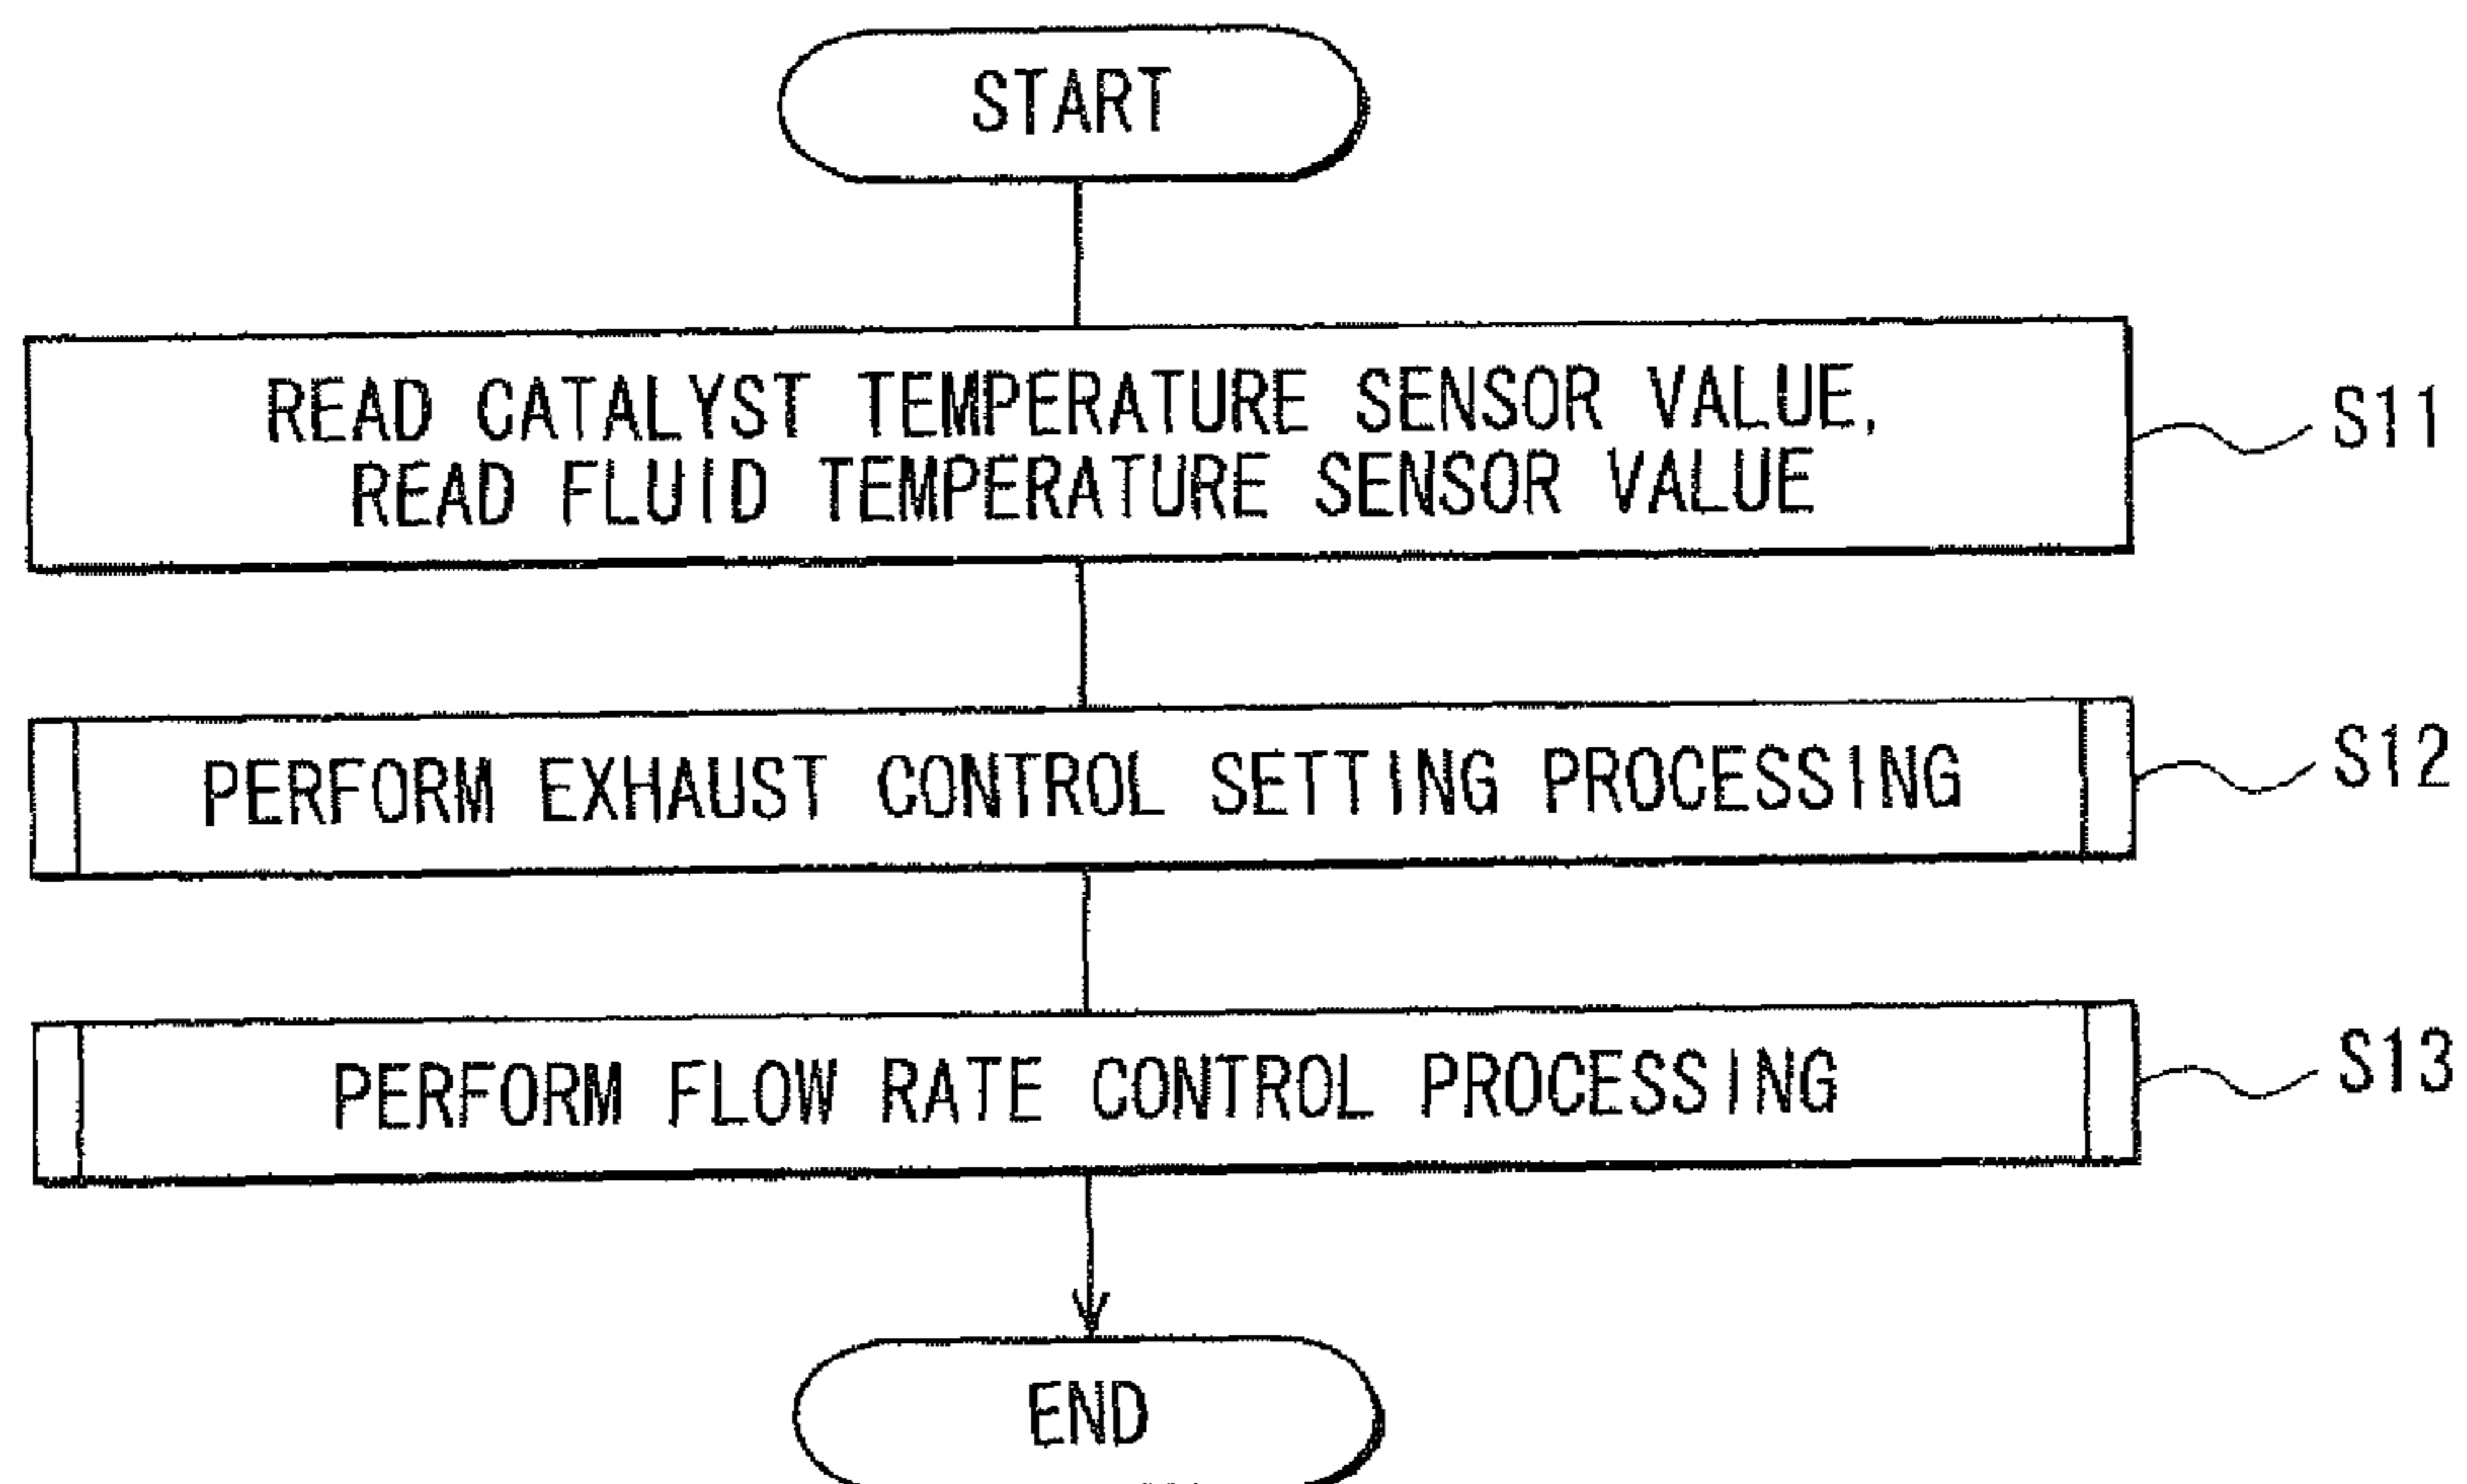 START
READ CATALYST TEMPERATURE SENSOR VALUE,
READ FLUID TEMPERATURE SENSOR VALUE
S11
PERFORM EXHAUST CONTROL SETTING PROCESSING
S12
PERFORM FLOW RATE CONTROL PROCESSING
S13
END